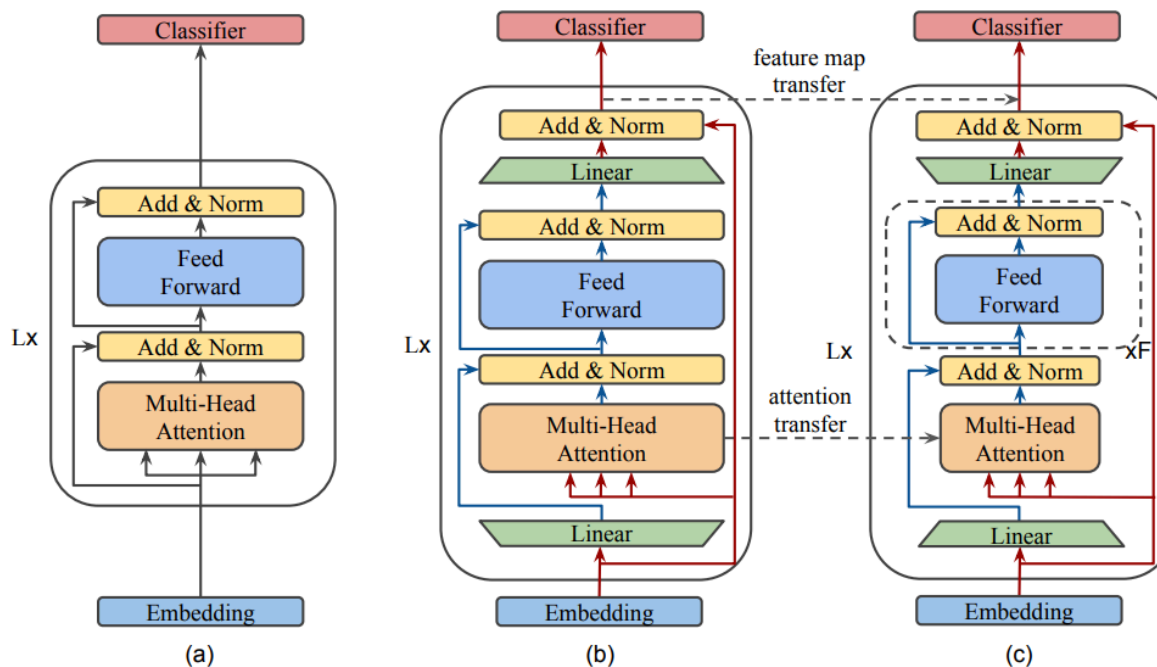 Classifier
Add & Norm
Feed
Forward
Lx
Add & Norm
Multi-Head
Attention
Embedding
(a)
Classifier
feature map
transfer
Add & Norm
Linear
Add & Norm
Feed
Forward
Lx
Add & Norm
Multi-Head
Attention
attention
transfer
Linear
Embedding
(b)
Classifier
Add & Norm
Linear
Add & Norm
Feed
Forward
Lx
xF
Add & Norm
Multi-Head
Attention
Linear
Embedding
(c)